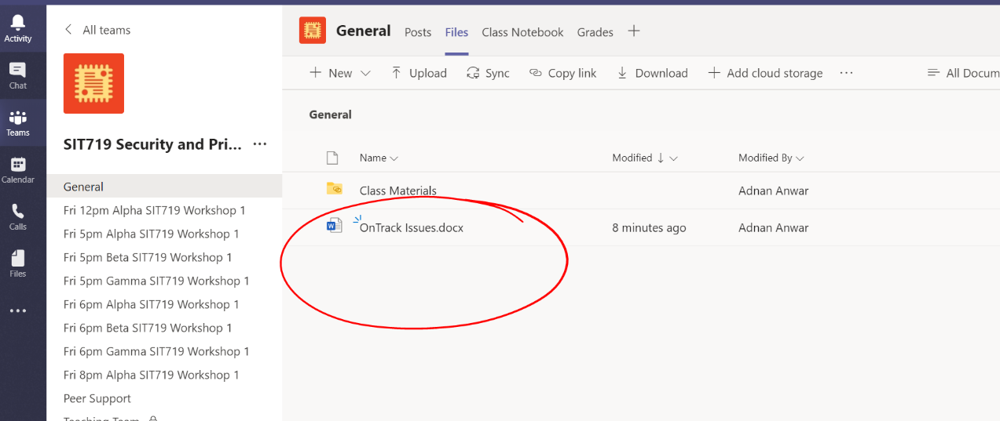 Activity
Chat
Teams
Calendar
Calls
Files
All teams
SIT719 Security and Pri...
General
Fri 12pm Alpha SIT719 Workshop 1
Fri 5pm Alpha SIT719 Workshop 1
Fri 5pm Beta SIT719 Workshop 1
Fri 5pm Gamma SIT719 Workshop 1
Fri 6pm Alpha SIT719 Workshop 1
Fri 6pm Beta SIT719 Workshop 1
Fri 6pm Gamma SIT719 Workshop 1
Fri 8pm Alpha SIT719 Workshop 1
Peer Support
Teaching Team
General Posts Files Class Notebook Grades
New Upload Sync Copy link Download Add cloud storage All Docum
General
Name Modified Modified By
Class Materials Adnan Anwar
OnTrack Issues.docx 8 minutes ago Adnan Anwar